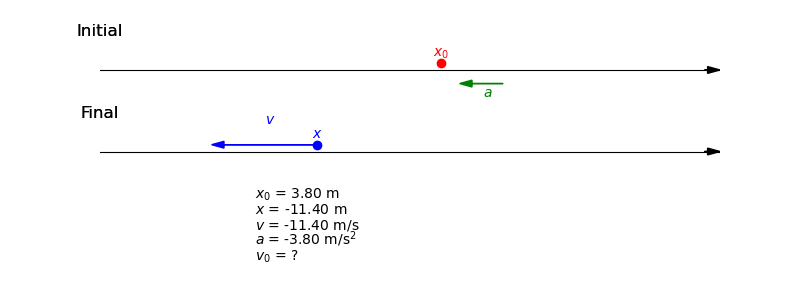 Initial
x₀
a
Final
v
x
x₀ = 3.80 m
x = -11.40 m
v = -11.40 m/s
a = -3.80 m/s²
v₀ = ?